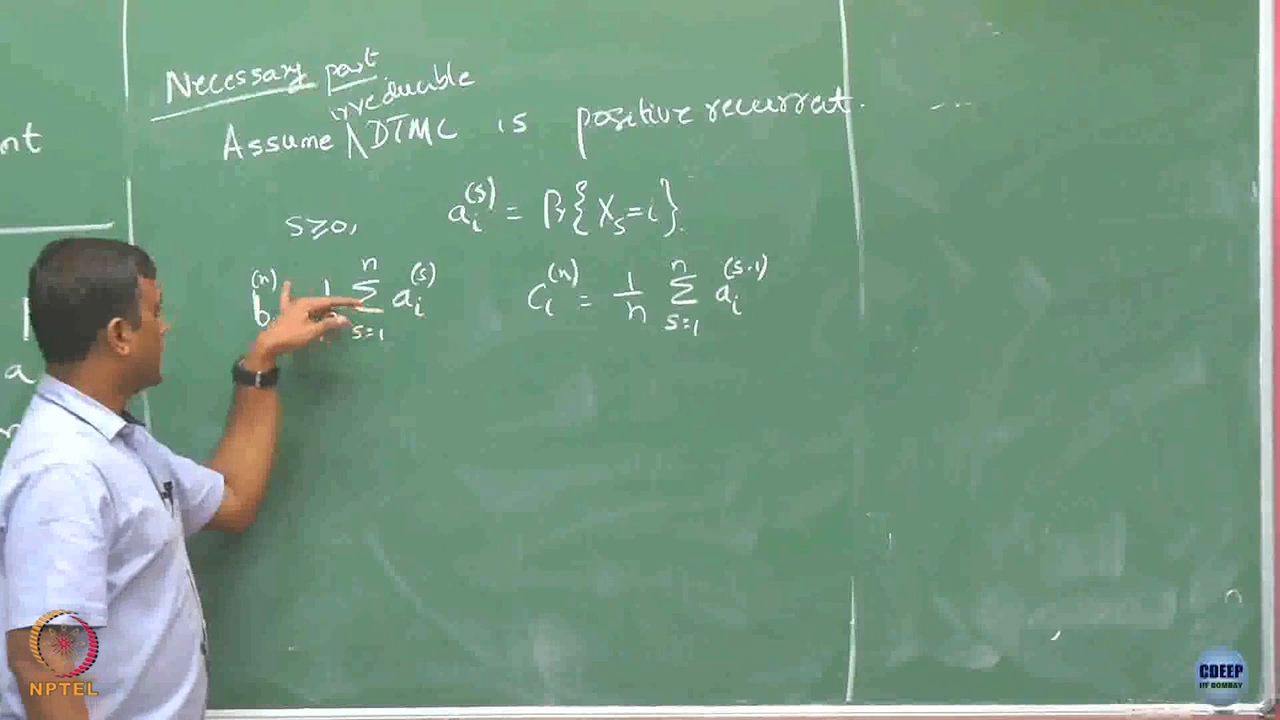 Necessary part
irreducible
Assume ∧ DTMC is positive recurrent.
s≥0, a_i^(s) = Pr{X_s=i}.
b^(n) 1 Σ_{s=1}^{n} a_i^(s) c_i^(n) = 1/n Σ_{s=1}^{n} a_i^(s-1)
nt
a
NPTEL
CDEEP
IIT BOMBAY